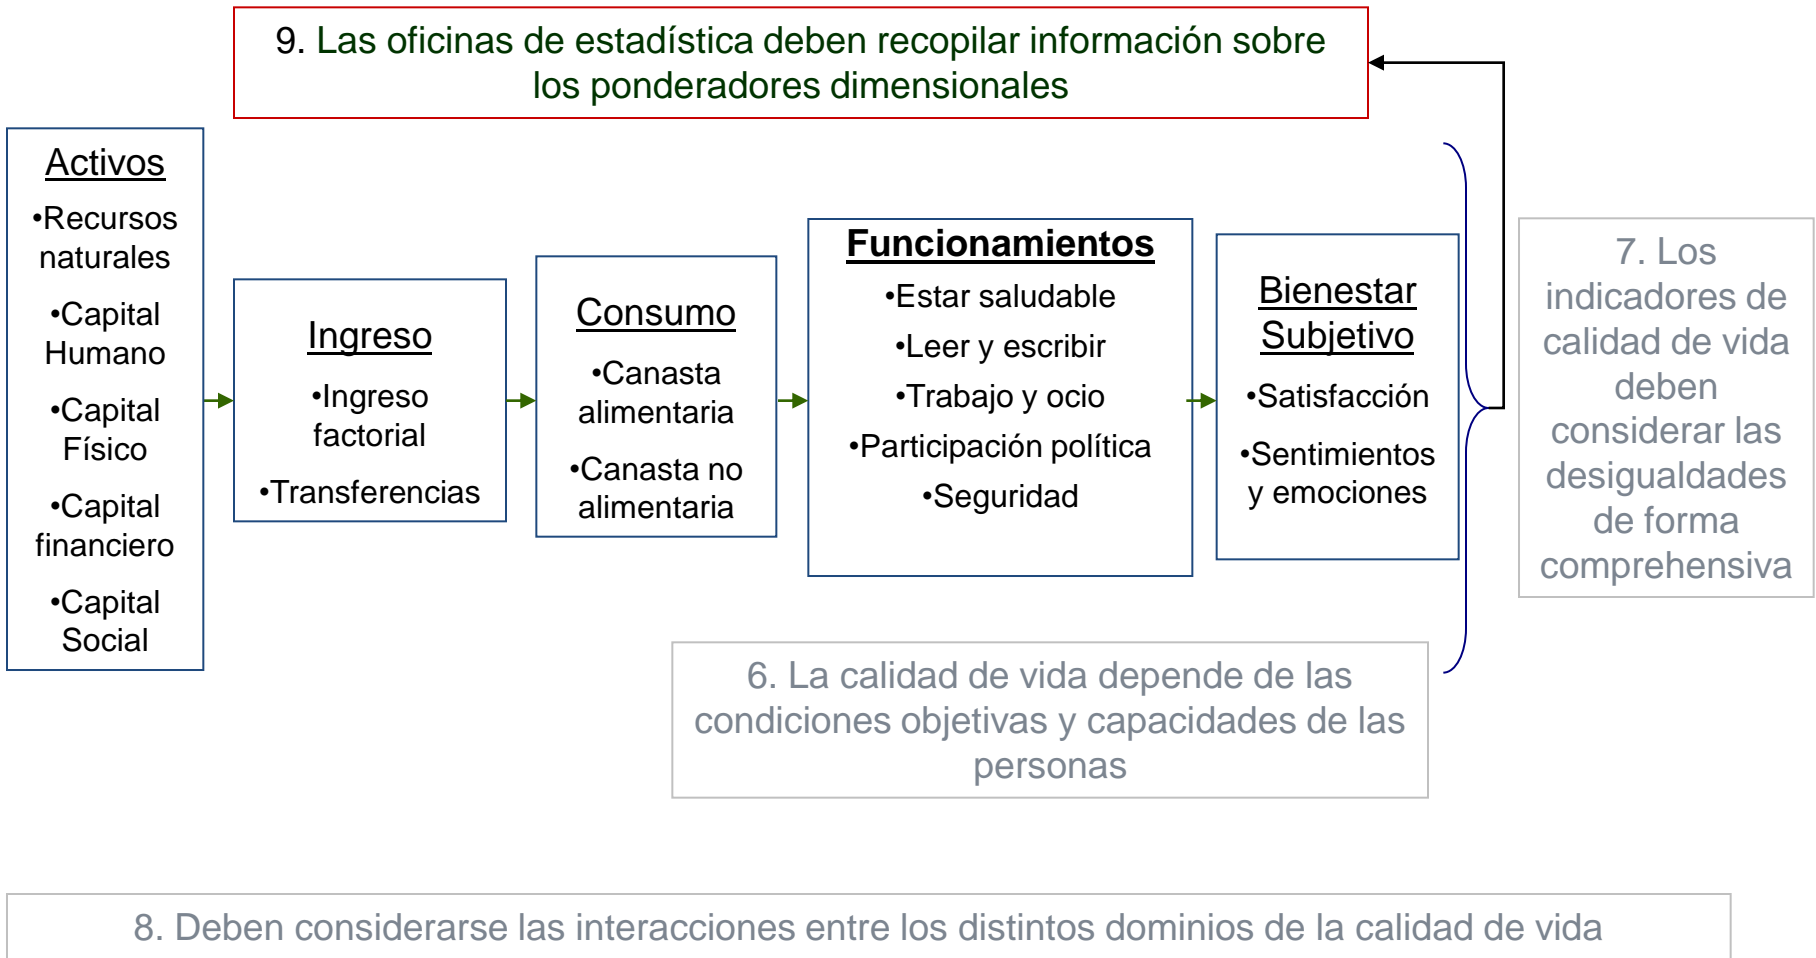 9. Las oficinas de estadística deben recopilar información sobre
los ponderadores dimensionales
Activos
•Recursos
naturales
•Capital
Humano
•Capital
Físico
•Capital
financiero
•Capital
Social
Ingreso
•Ingreso
factorial
•Transferencias
Consumo
•Canasta
alimentaria
•Canasta no
alimentaria
Funcionamientos
•Estar saludable
•Leer y escribir
•Trabajo y ocio
•Participación política
•Seguridad
Bienestar
Subjetivo
•Satisfacción
•Sentimientos
y emociones
7. Los
indicadores de
calidad de vida
deben
considerar las
desigualdades
de forma
comprehensiva
6. La calidad de vida depende de las
condiciones objetivas y capacidades de las
personas
8. Deben considerarse las interacciones entre los distintos dominios de la calidad de vida